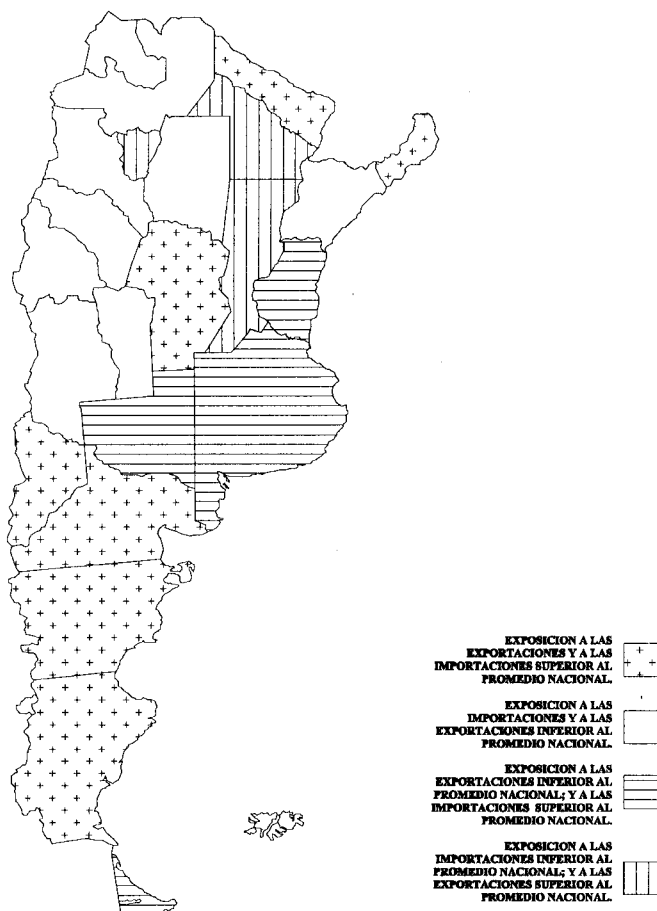 EXPOSICION A LAS
EXPORTACIONES Y A LAS
IMPORTACIONES SUPERIOR AL
PROMEDIO NACIONAL.
EXPOSICION A LAS
IMPORTACIONES Y A LAS
EXPORTACIONES INFERIOR AL
PROMEDIO NACIONAL.
EXPOSICION A LAS
EXPORTACIONES INFERIOR AL
PROMEDIO NACIONAL; Y A LAS
IMPORTACIONES SUPERIOR AL
PROMEDIO NACIONAL.
EXPOSICION A LAS
IMPORTACIONES INFERIOR AL
PROMEDIO NACIONAL; Y A LAS
EXPORTACIONES SUPERIOR AL
PROMEDIO NACIONAL.